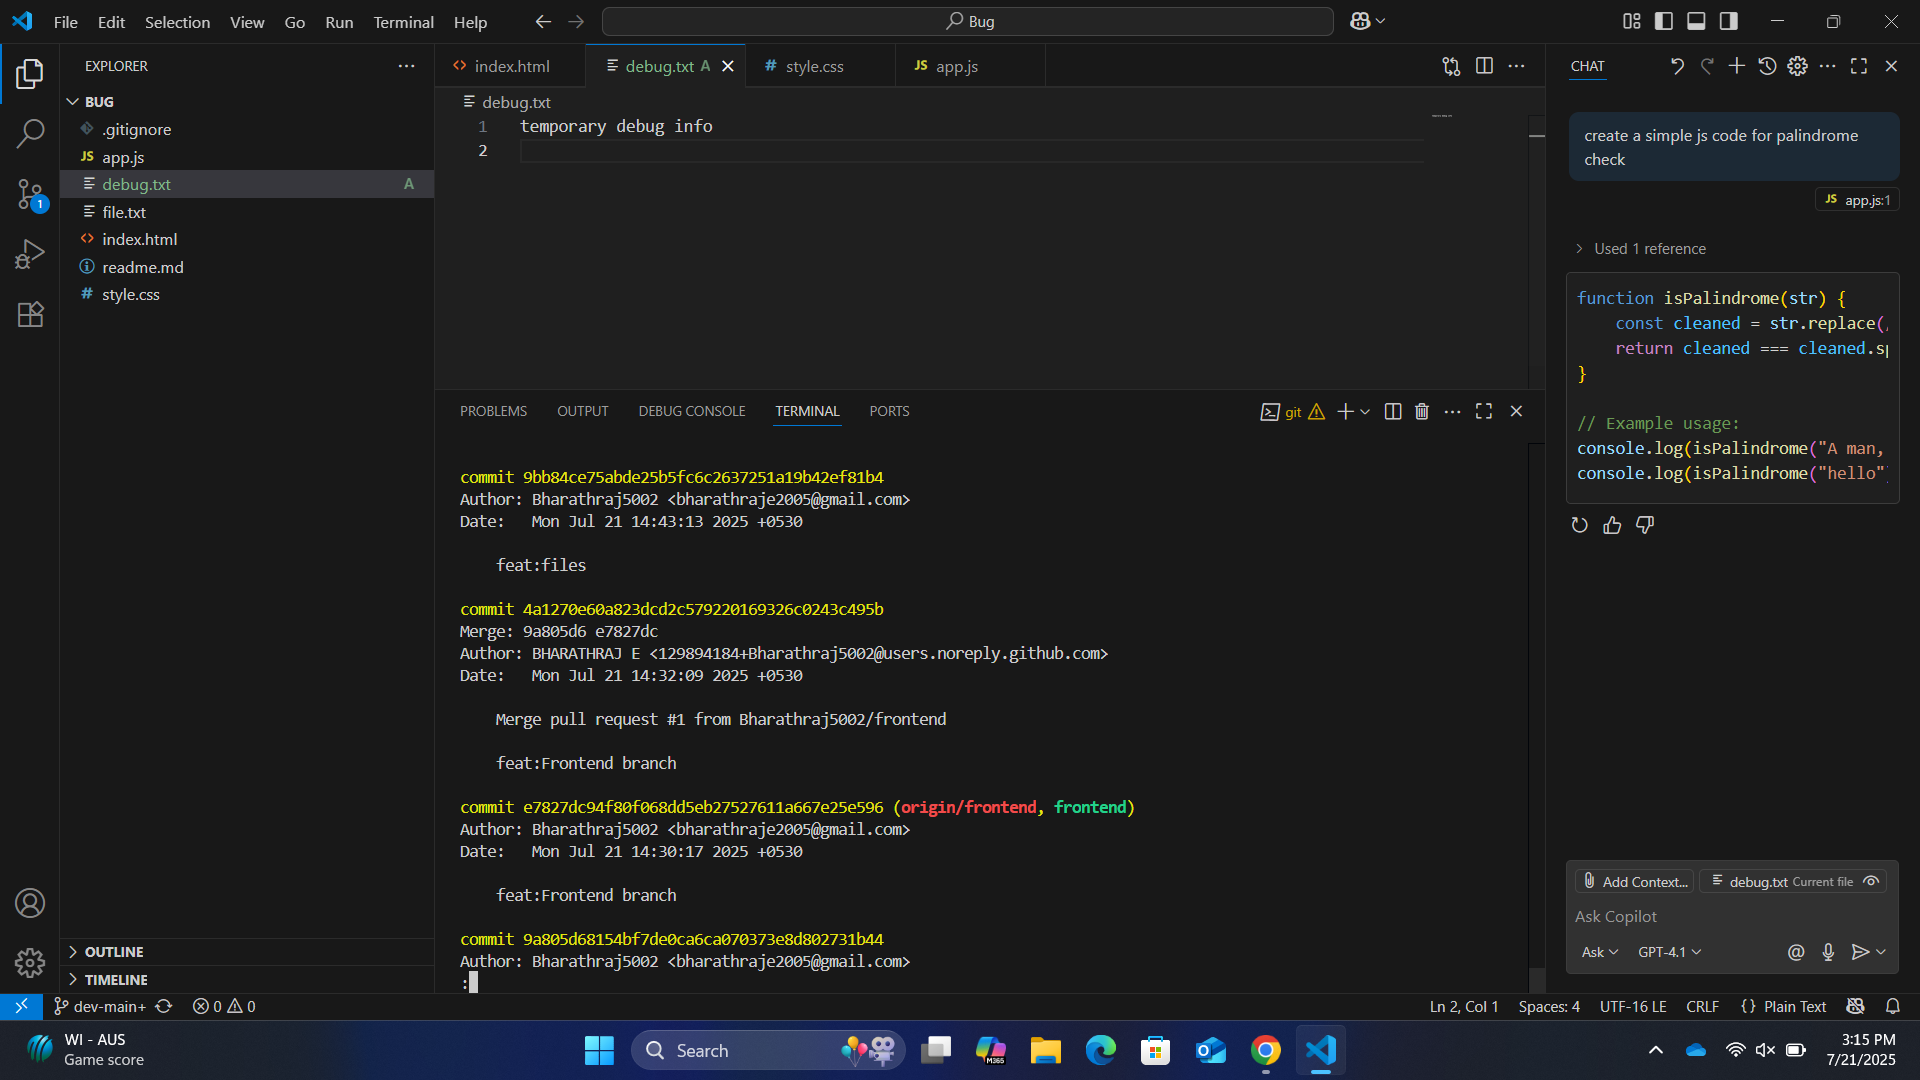 File Edit Selection View Go Run Terminal Help
Bug
EXPLORER
BUG
.gitignore
JS app.js
debug.txt A
file.txt
index.html
readme.md
# style.css
OUTLINE
TIMELINE
index.html
debug.txt A
# style.css
JS app.js
debug.txt
1 temporary debug info
2
PROBLEMS OUTPUT DEBUG CONSOLE TERMINAL PORTS
git
commit 9bb84ce75abde25b5fc6c2637251a19b42ef81b4
Author: Bharathraj5002 <bharathraje2005@gmail.com>
Date:   Mon Jul 21 14:43:13 2025 +0530
feat:files
commit 4a1270e60a823dcd2c579220169326c0243c495b
Merge: 9a805d6 e7827dc
Author: BHARATHRAJ E <129894184+Bharathraj5002@users.noreply.github.com>
Date:   Mon Jul 21 14:32:09 2025 +0530
Merge pull request #1 from Bharathraj5002/frontend
feat:Frontend branch
commit e7827dc94f80f068dd5eb27527611a667e25e596 (origin/frontend, frontend)
Author: Bharathraj5002 <bharathraje2005@gmail.com>
Date:   Mon Jul 21 14:30:17 2025 +0530
feat:Frontend branch
commit 9a805d68154bf7de0ca6ca070373e8d802731b44
Author: Bharathraj5002 <bharathraje2005@gmail.com>
:
CHAT
create a simple js code for palindrome
check
JS app.js:1
Used 1 reference
function isPalindrome(str) {
const cleaned = str.replace(/
return cleaned === cleaned.sp
}
// Example usage:
console.log(isPalindrome("A man,
console.log(isPalindrome("hello"
Add Context... debug.txt Current file
Ask Copilot
Ask GPT-4.1
@
1
dev-main+ 0 0
Ln 2, Col 1 Spaces: 4 UTF-16 LE CRLF {} Plain Text
WI - AUS
Game score
Search
M365
3:15 PM
7/21/2025